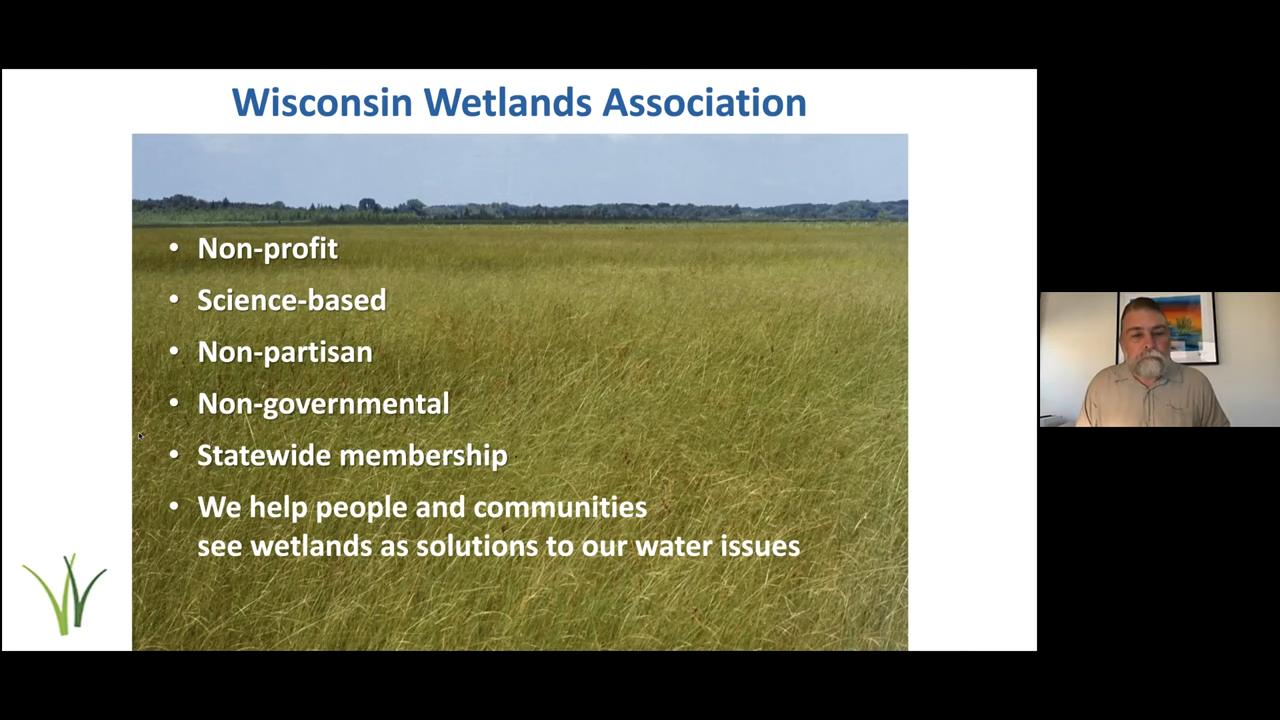 Wisconsin Wetlands Association
• Non-profit
• Science-based
• Non-partisan
• Non-governmental
• Statewide membership
• We help people and communities
see wetlands as solutions to our water issues